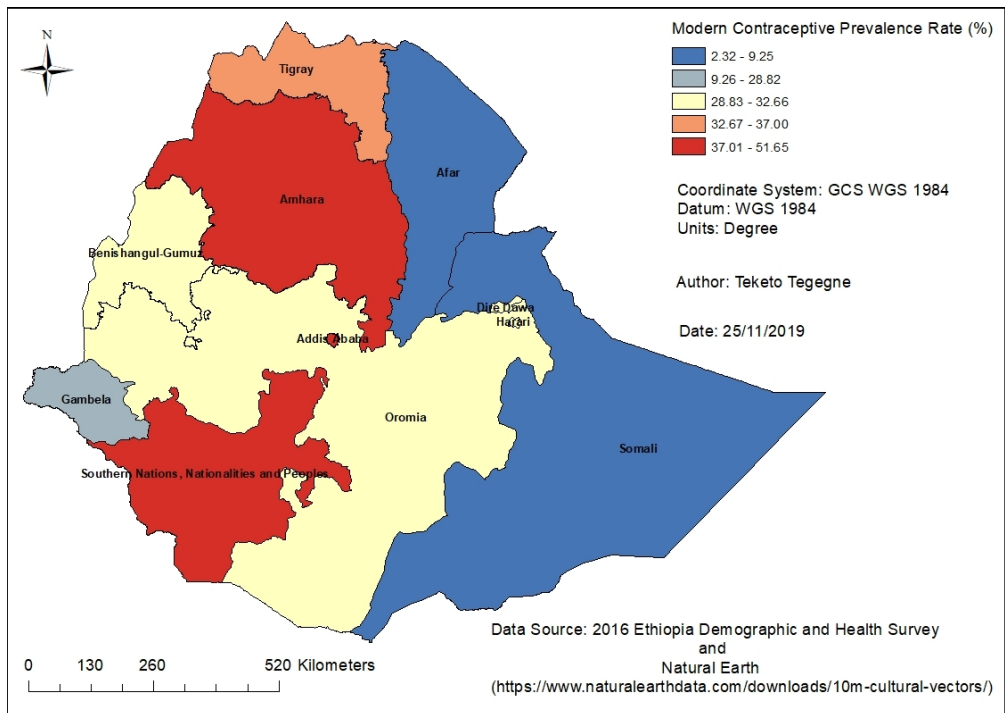 N
Modern Contraceptive Prevalence Rate (%)
2.32 - 9.25
9.26 - 28.82
28.83 - 32.66
32.67 - 37.00
37.01 - 51.65
Coordinate System: GCS WGS 1984
Datum: WGS 1984
Units: Degree
Author: Teketo Tegegne
Date: 25/11/2019
Tigray
Afar
Amhara
Benishangul-Gumuz
Dire Dawa
Harari
Addis Ababa
Gambela
Oromia
Somali
Southern Nations, Nationalities and Peoples
Data Source: 2016 Ethiopia Demographic and Health Survey
and
Natural Earth
(https://www.naturalearthdata.com/downloads/10m-cultural-vectors/)
0 130 260 520 Kilometers